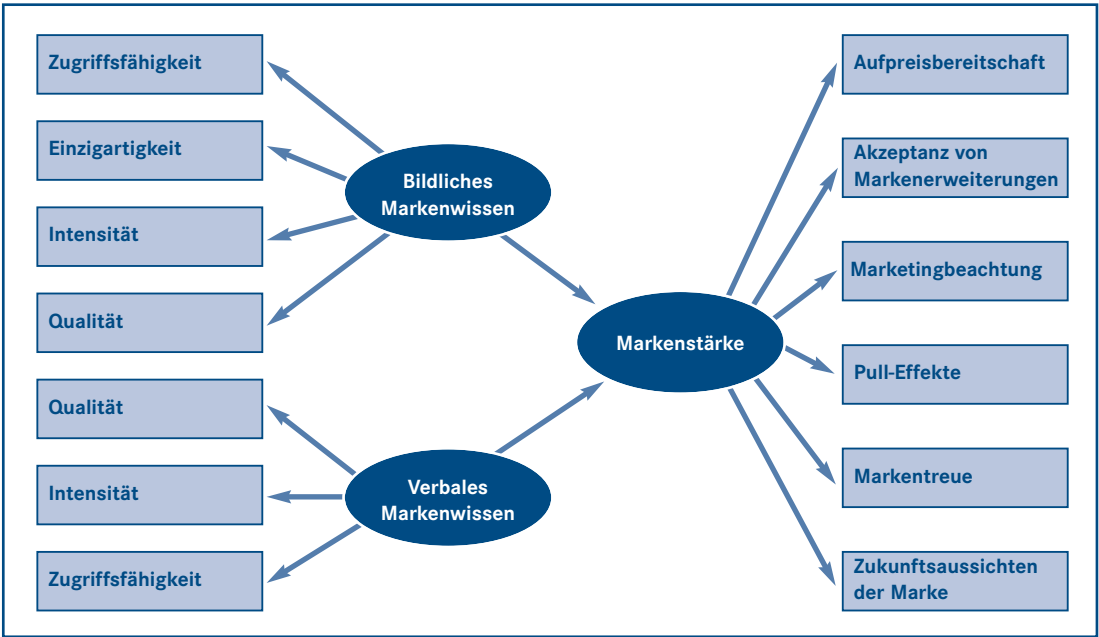 Zugriffsfähigkeit
Einzigartigkeit
Intensität
Qualität
Qualität
Intensität
Zugriffsfähigkeit
Bildliches
Markenwissen
Verbales
Markenwissen
Markenstärke
Aufpreisbereitschaft
Akzeptanz von
Markenerweiterungen
Marketingbeachtung
Pull-Effekte
Markentreue
Zukunftsaussichten
der Marke